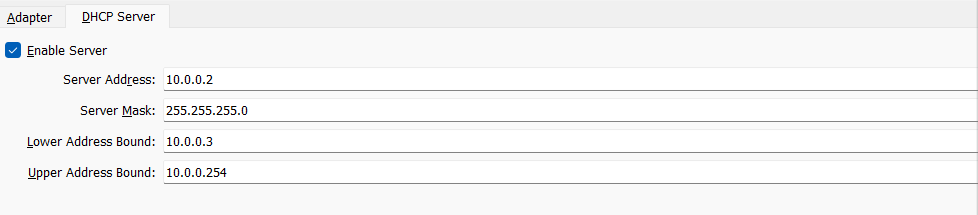 Adapter DHCP Server
Enable Server
Server Address: 10.0.0.2
Server Mask: 255.255.255.0
Lower Address Bound: 10.0.0.3
Upper Address Bound: 10.0.0.254